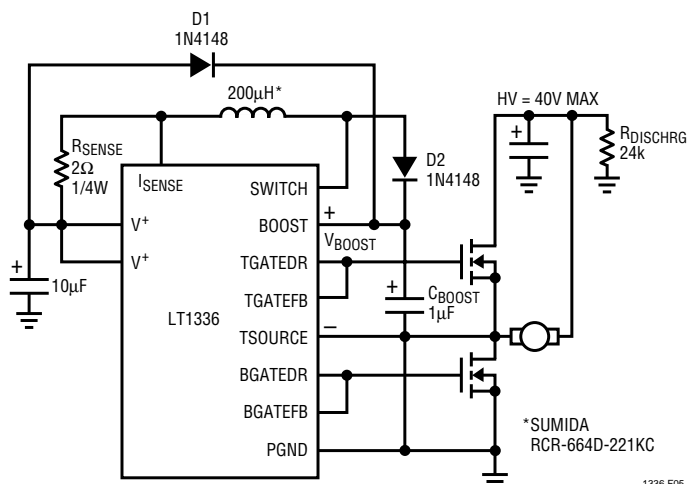 D1
1N4148
200µH*
HV = 40V MAX
RSENSE
2Ω
1/4W
RDISCHRG
24k
D2
1N4148
ISENSE
SWITCH
V+
BOOST
+
VBOOST
V+
TGATEDR
+
10µF
TGATEFB
+
CBOOST
1µF
LT1336
TSOURCE
–
BGATEDR
BGATEFB
PGND
+
*SUMIDA
RCR-664D-221KC
1336 F05